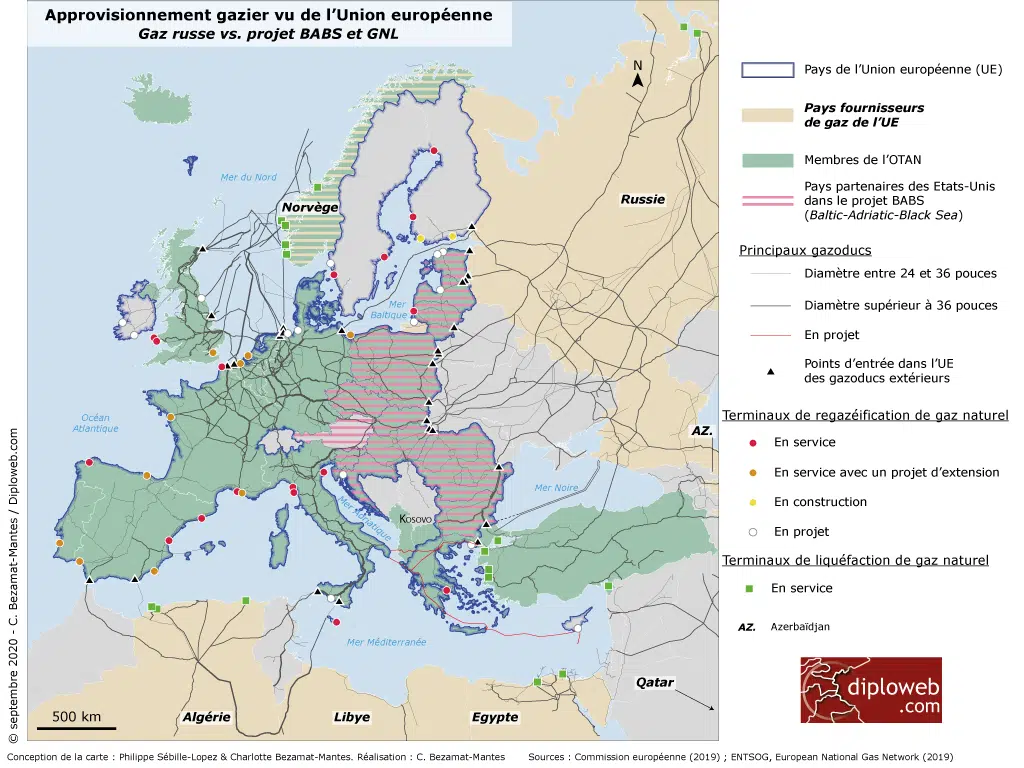 Approvisionnement gazier vu de l’Union européenne
Gaz russe vs. projet BABS et GNL
N
Mer du Nord
Norvège
Russie
Mer
Baltique
Océan
Atlantique
AZ.
Mer Noire
Mer Adriatique
Kosovo
Mer Méditerranée
Qatar
Algérie
Libye
Egypte
500 km
© septembre 2020 - C. Bezamat-Mantes / Diploweb.com
Pays de l’Union européenne (UE)
Pays fournisseurs
de gaz de l’UE
Membres de l’OTAN
Pays partenaires des Etats-Unis
dans le projet BABS
(Baltic-Adriatic-Black Sea)
Principaux gazoducs
Diamètre entre 24 et 36 pouces
Diamètre supérieur à 36 pouces
En projet
Points d’entrée dans l’UE
des gazoducs extérieurs
Terminaux de regazéification de gaz naturel
En service
En service avec un projet d’extension
En construction
En projet
Terminaux de liquéfaction de gaz naturel
En service
AZ. Azerbaïdjan
diploweb
.com
Conception de la carte : Philippe Sébille-Lopez & Charlotte Bezamat-Mantes. Réalisation : C. Bezamat-Mantes
Sources : Commission européenne (2019) ; ENTSOG, European National Gas Network (2019)